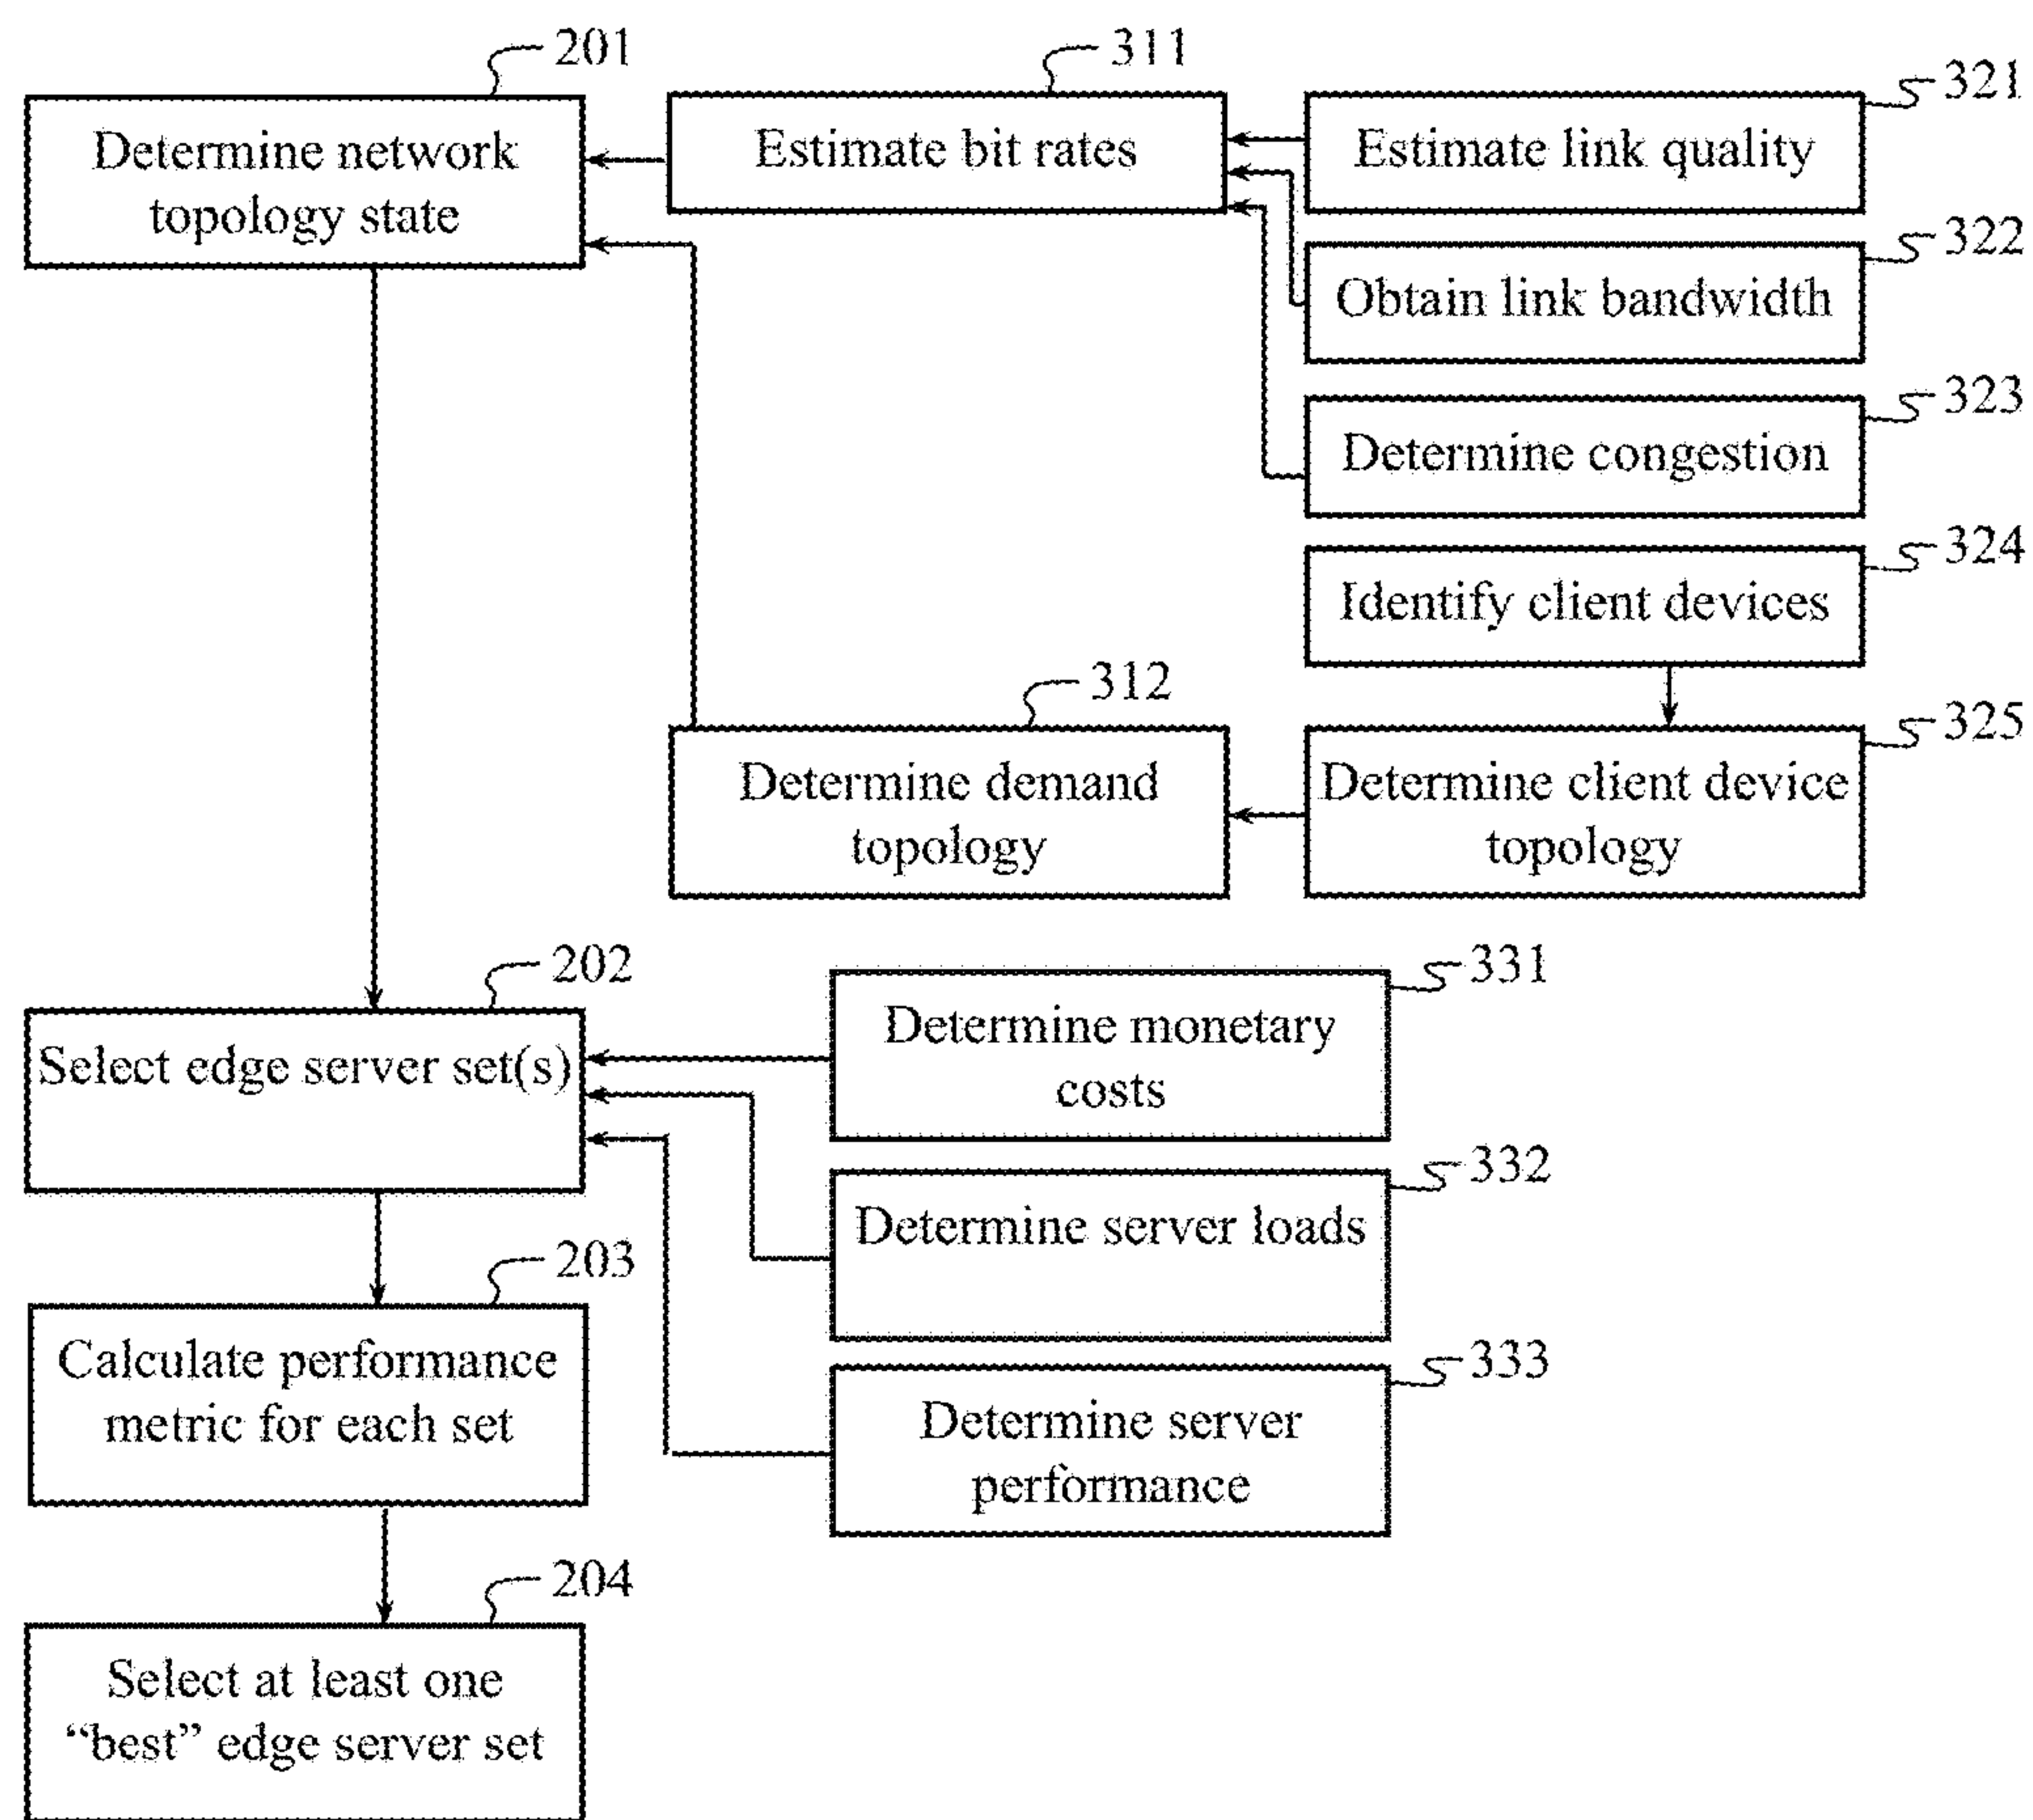 201
Determine network
topology state
311
Estimate bit rates
321
Estimate link quality
322
Obtain link bandwidth
323
Determine congestion
324
Identify client devices
312
Determine demand
topology
325
Determine client device
topology
202
Select edge server set(s)
331
Determine monetary
costs
332
Determine server loads
203
Calculate performance
metric for each set
333
Determine server
performance
204
Select at least one
“best” edge server set